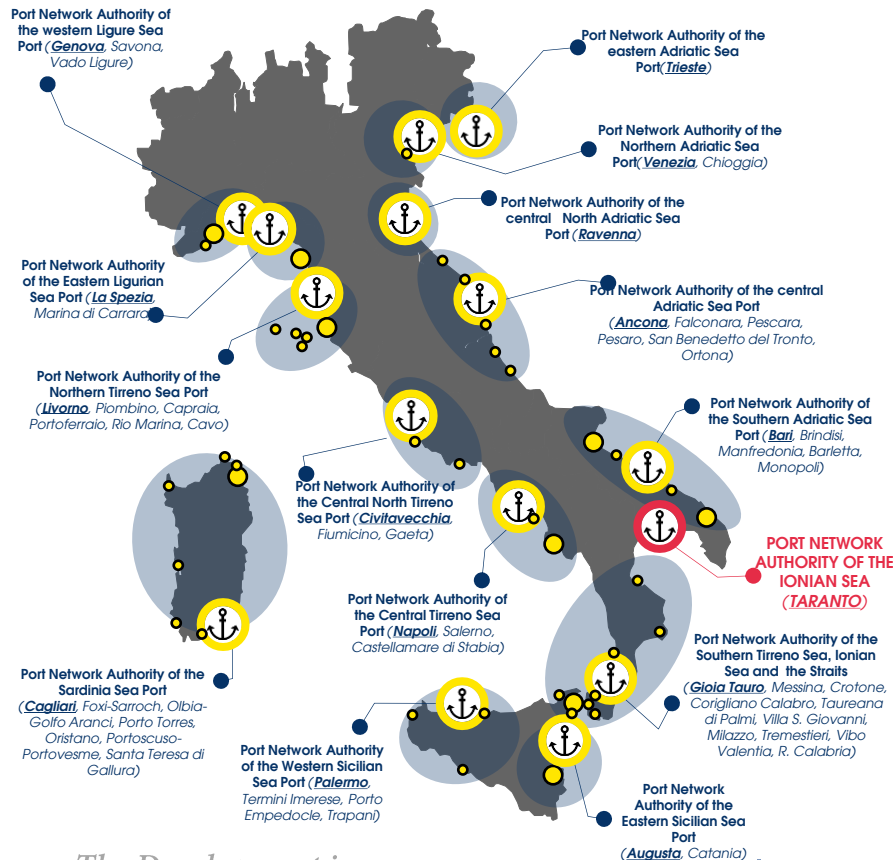 Port Network Authority of
the western Ligure Sea
Port (Genova, Savona,
Vado Ligure)
Port Network Authority of the
eastern Adriatic Sea
Port(Trieste)
Port Network Authority of the
Northern Adriatic Sea
Port(Venezia, Chioggia)
Port Network Authority of the
central North Adriatic Sea
Port (Ravenna)
Port Network Authority
of the Eastern Ligurian
Sea Port (La Spezia,
Marina di Carrara)
Port Network Authority of the central
Adriatic Sea Port
(Ancona, Falconara, Pescara,
Pesaro, San Benedetto del Tronto,
Ortona)
Port Network Authority of the
Northern Tirreno Sea Port
(Livorno, Piombino, Capraia,
Portoferraio, Rio Marina, Cavo)
Port Network Authority of
the Southern Adriatic Sea
Port (Bari, Brindisi,
Manfredonia, Barletta,
Monopoli)
Port Network Authority of
the Central North Tirreno
Sea Port (Civitavecchia,
Fiumicino, Gaeta)
PORT NETWORK
AUTHORITY OF THE
IONIAN SEA
(TARANTO)
Port Network Authority of
the Central Tirreno Sea
Port (Napoli, Salerno,
Castellamare di Stabia)
Port Network Authority of the
Southern Tirreno Sea, Ionian
Sea and the Straits
(Gioia Tauro, Messina, Crotone,
Corigliano Calabro, Taureana
di Palmi, Villa S. Giovanni,
Milazzo, Tremestieri, Vibo
Valentia, R. Calabria)
Port Network Authority of the
Sardinia Sea Port
(Cagliari, Foxi-Sarroch, Olbia-
Golfo Aranci, Porto Torres,
Oristano, Portoscuso-
Portovesme, Santa Teresa di
Gallura)
Port Network Authority
of the Western Sicilian
Sea Port (Palermo,
Termini Imerese, Porto
Empedocle, Trapani)
Port Network
Authority of the
Eastern Sicilian Sea
Port
(Augusta, Catania)